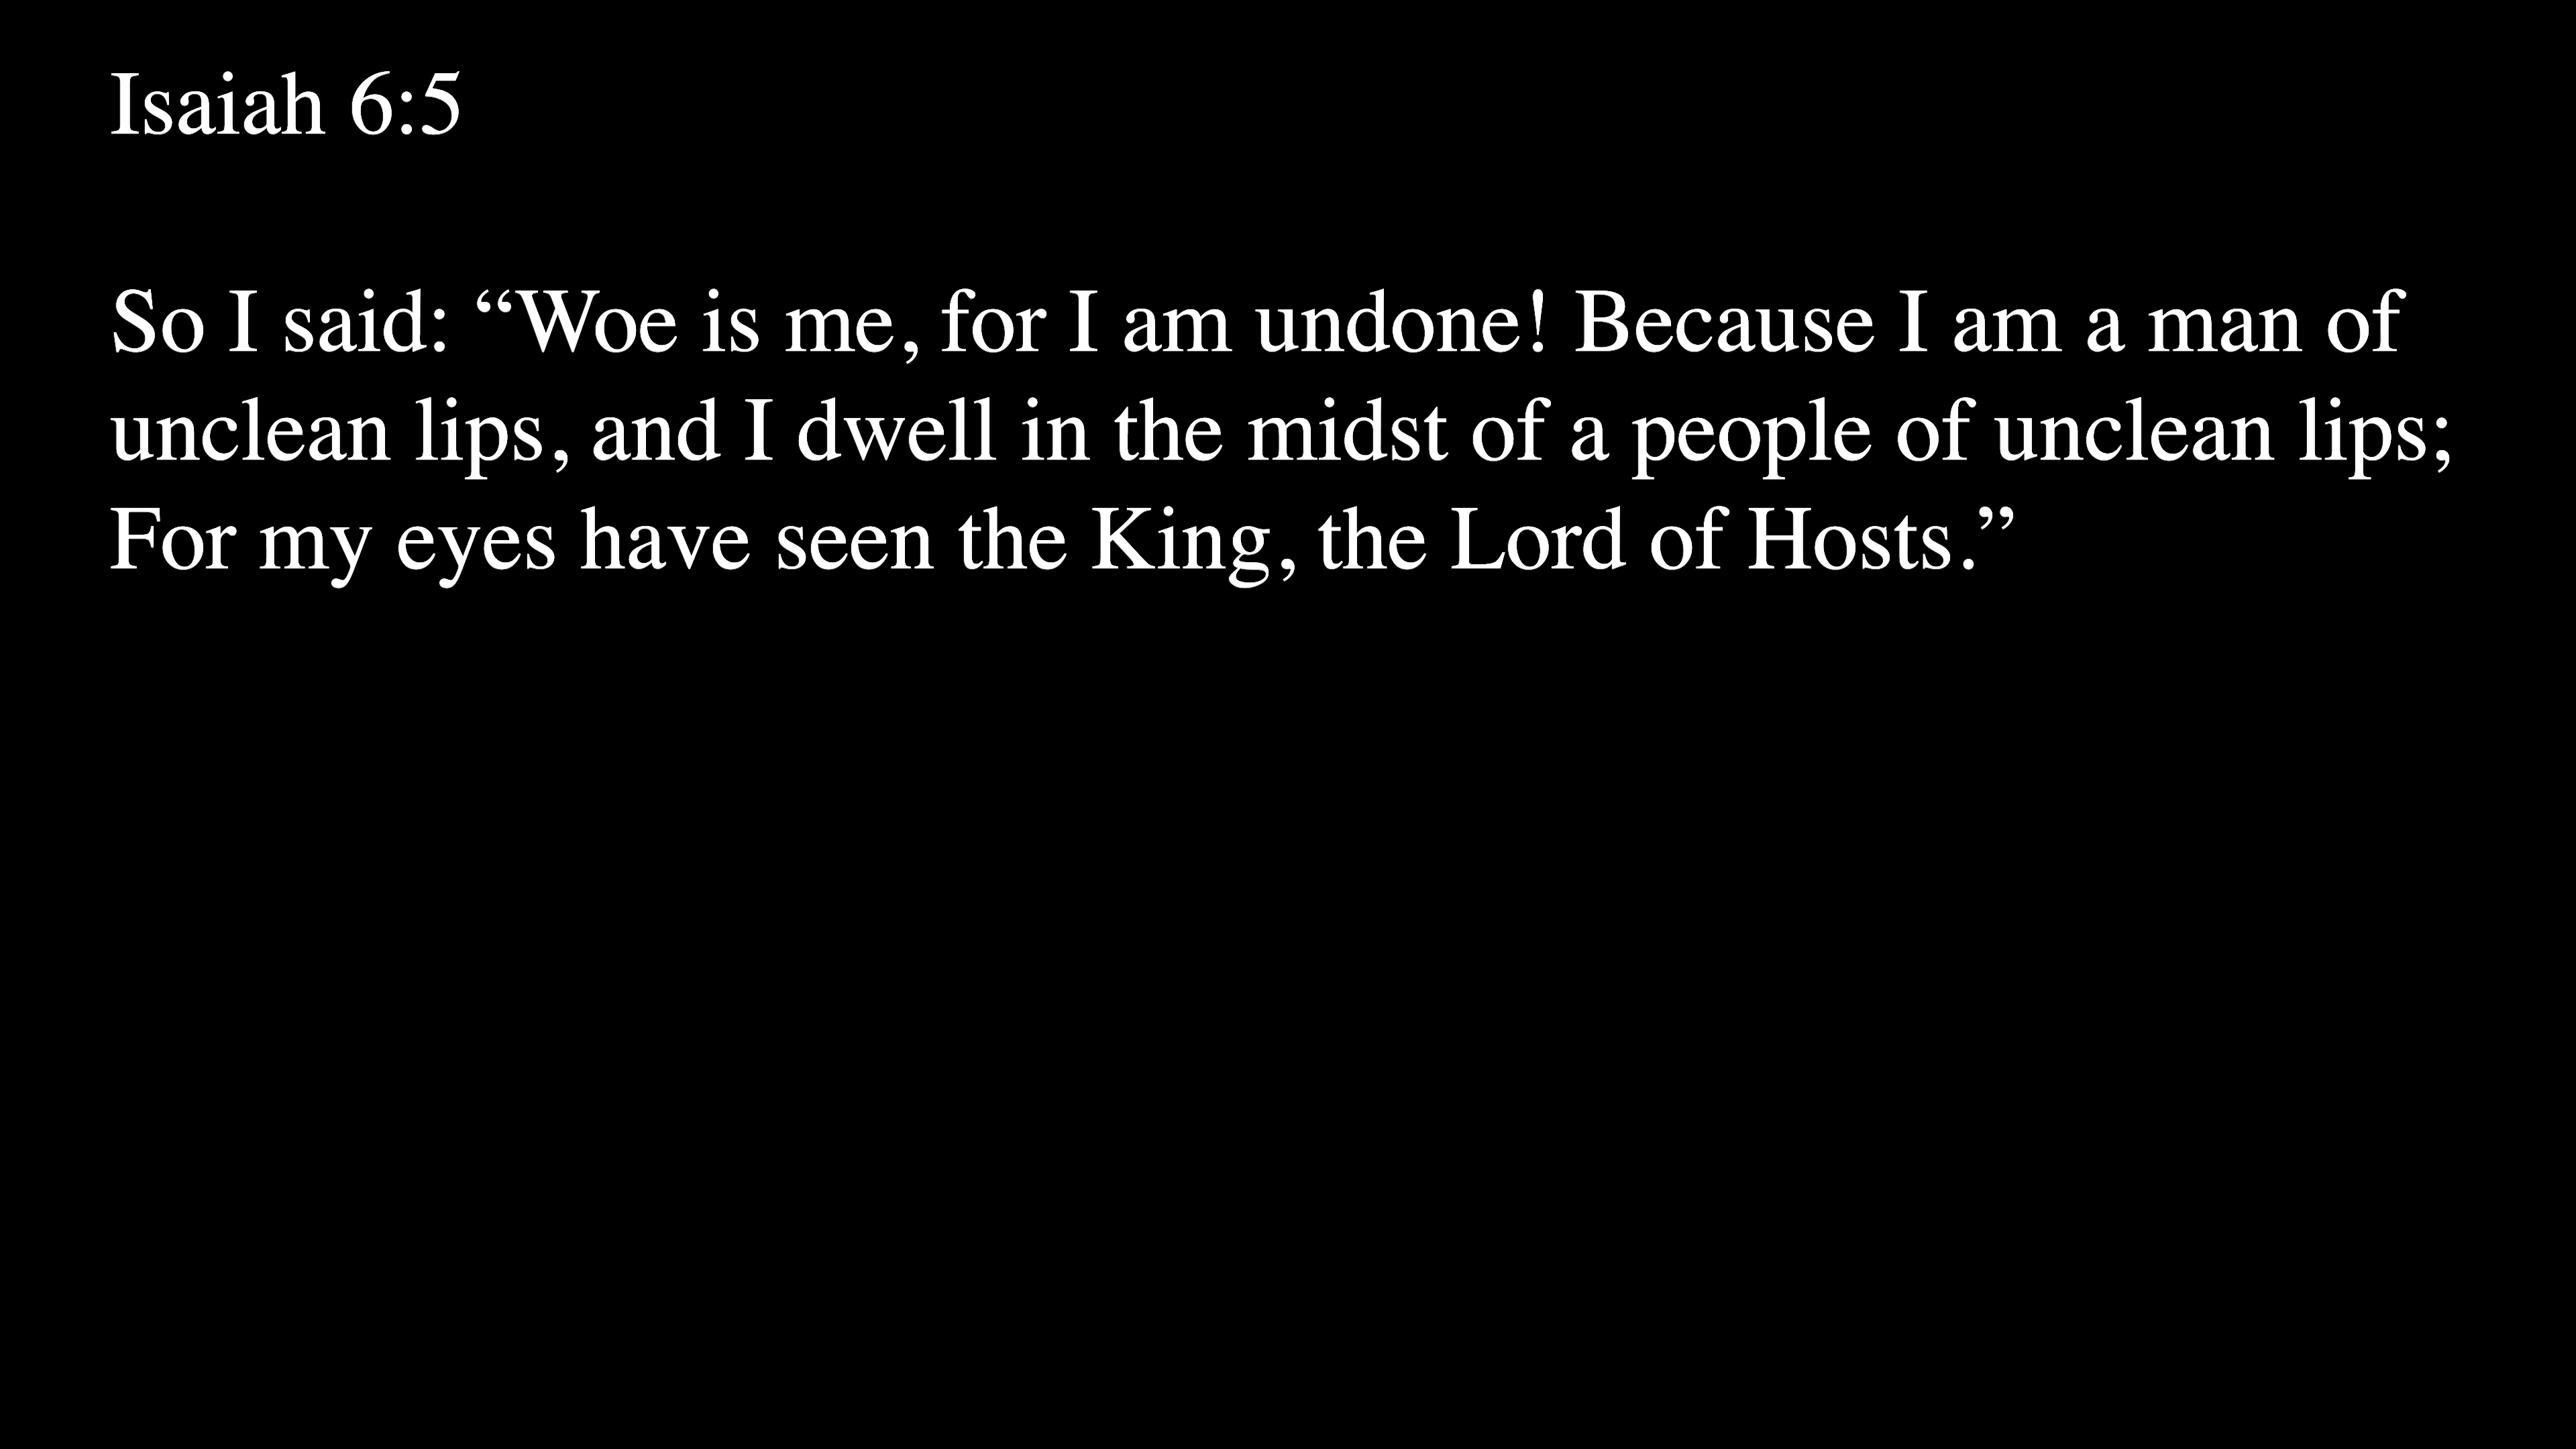 Isaiah 6:5
So I said: “Woe is me, for I am undone! Because I am a man of
unclean lips, and I dwell in the midst of a people of unclean lips;
For my eyes have seen the King, the Lord of Hosts.”